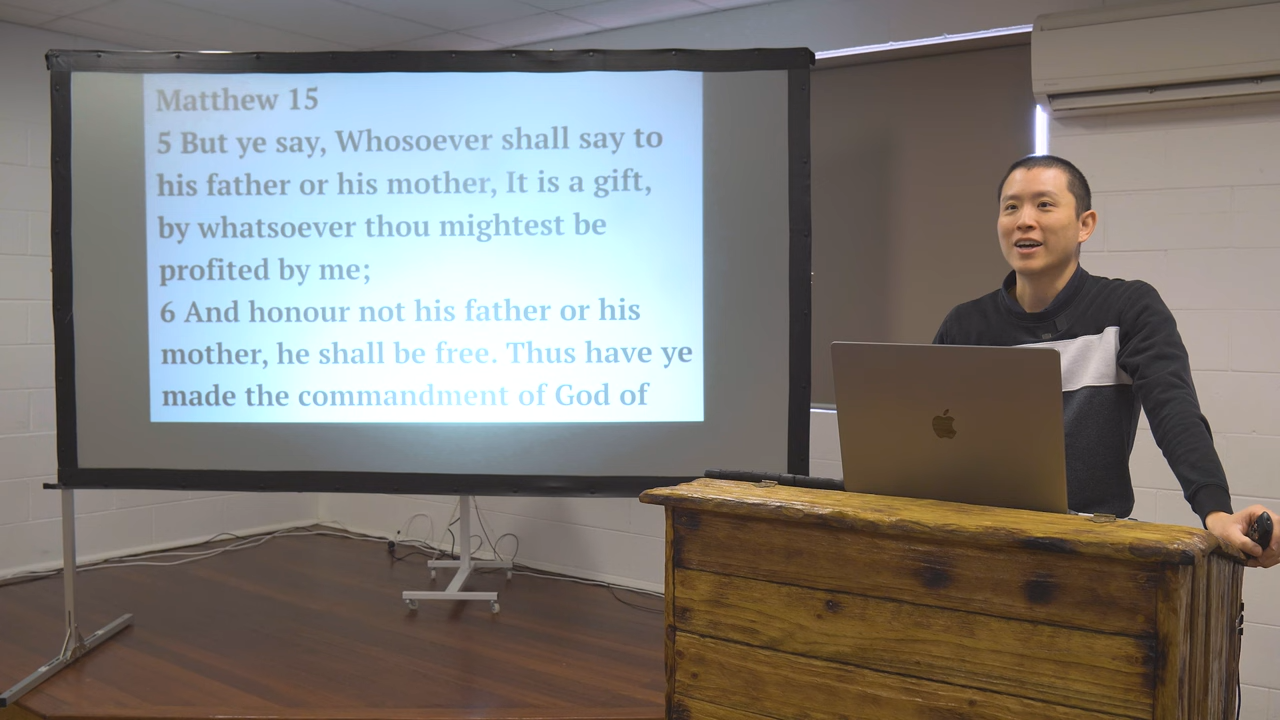 Matthew 15
5 But ye say, Whosoever shall say to
his father or his mother, It is a gift,
by whatsoever thou mightest be
profited by me;
6 And honour not his father or his
mother, he shall be free. Thus have ye
made the commandment of God of